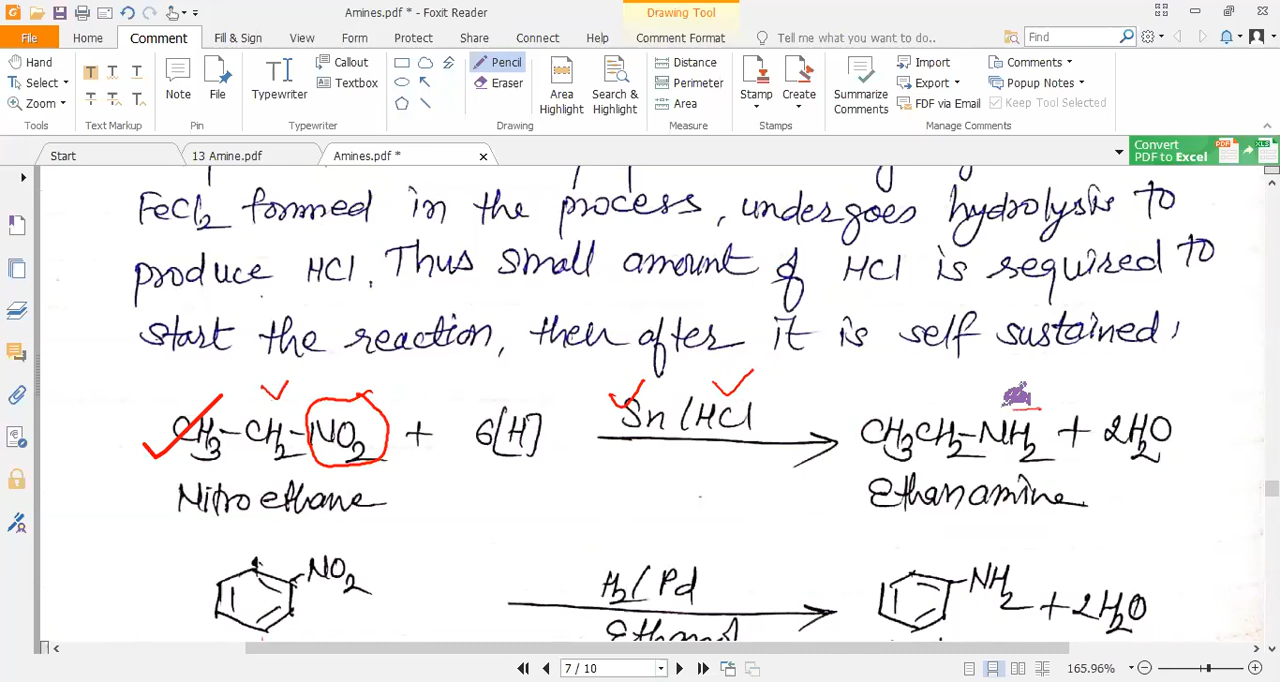 Amines.pdf * - Foxit Reader
Drawing Tool
File Home Comment Fill & Sign View Form Protect Share Connect Help Comment Format Tell me what you want to do.. Find
Hand
Select
Zoom
Tools
T T T
T T T
Text Markup
Note
File
Pin
Typewriter
Callout
Textbox
Typewriter
Pencil
Eraser
Drawing
Area Highlight
Search & Highlight
Distance
Perimeter
Area
Measure
Stamp
Create
Stamps
Summarize Comments
Import
Export
FDF via Email
Comments
Popup Notes
Keep Tool Selected
Manage Comments
Start 13 Amine.pdf Amines.pdf *
Convert PDF to Excel
FeCl2 formed in the process, undergoes hydrolysis to
produce HCl. Thus small amount of HCl is required to
start the reaction, then after it is self sustained,
CH3-CH2-NO2 + 6[H] Sn/HCl CH3CH2-NH2 + 2H2O
Nitroethane Ethanamine
NO2 H2/Pd NH2 + 2H2O
Ethanol
7 / 10 165.96%